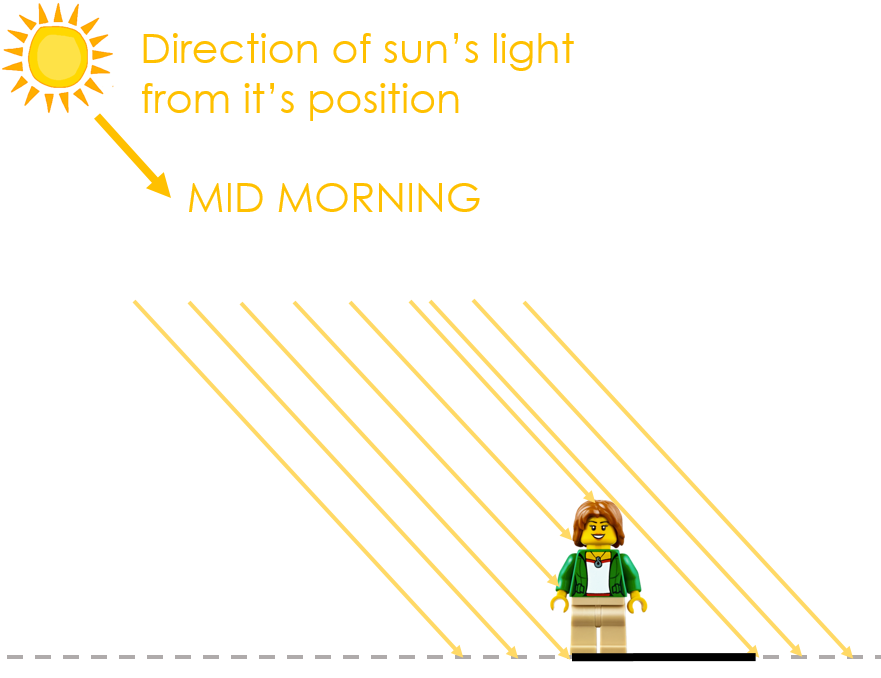 Direction of sun's light
from it's position
MID MORNING